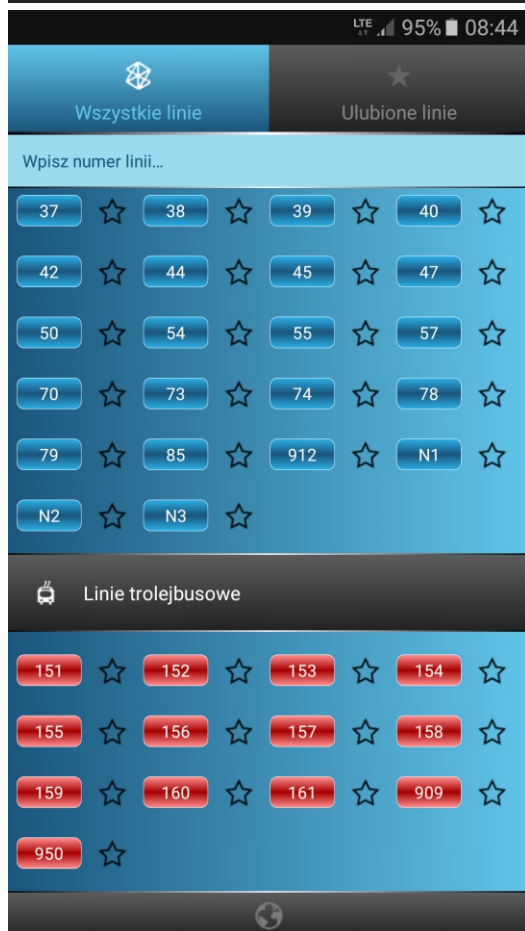 LTE 95% 08:44
Wszystkie linie Ulubione linie
Wpisz numer linii...
37 38 39 40
42 44 45 47
50 54 55 57
70 73 74 78
79 85 912 N1
N2 N3
Linie trolejbusowe
151 152 153 154
155 156 157 158
159 160 161 909
950